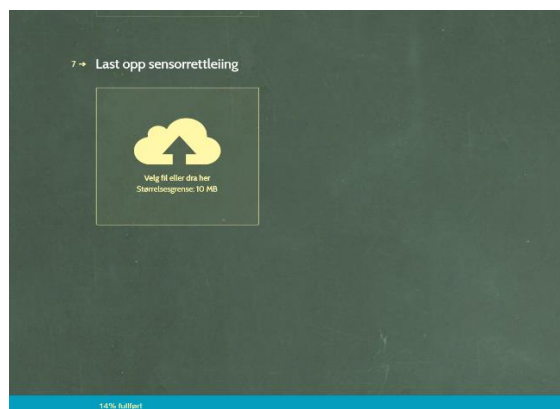 7 → Last opp sensorrettleiing
Velg fil eller dra her
Størrelsesgrense: 10 MB
14% fullført